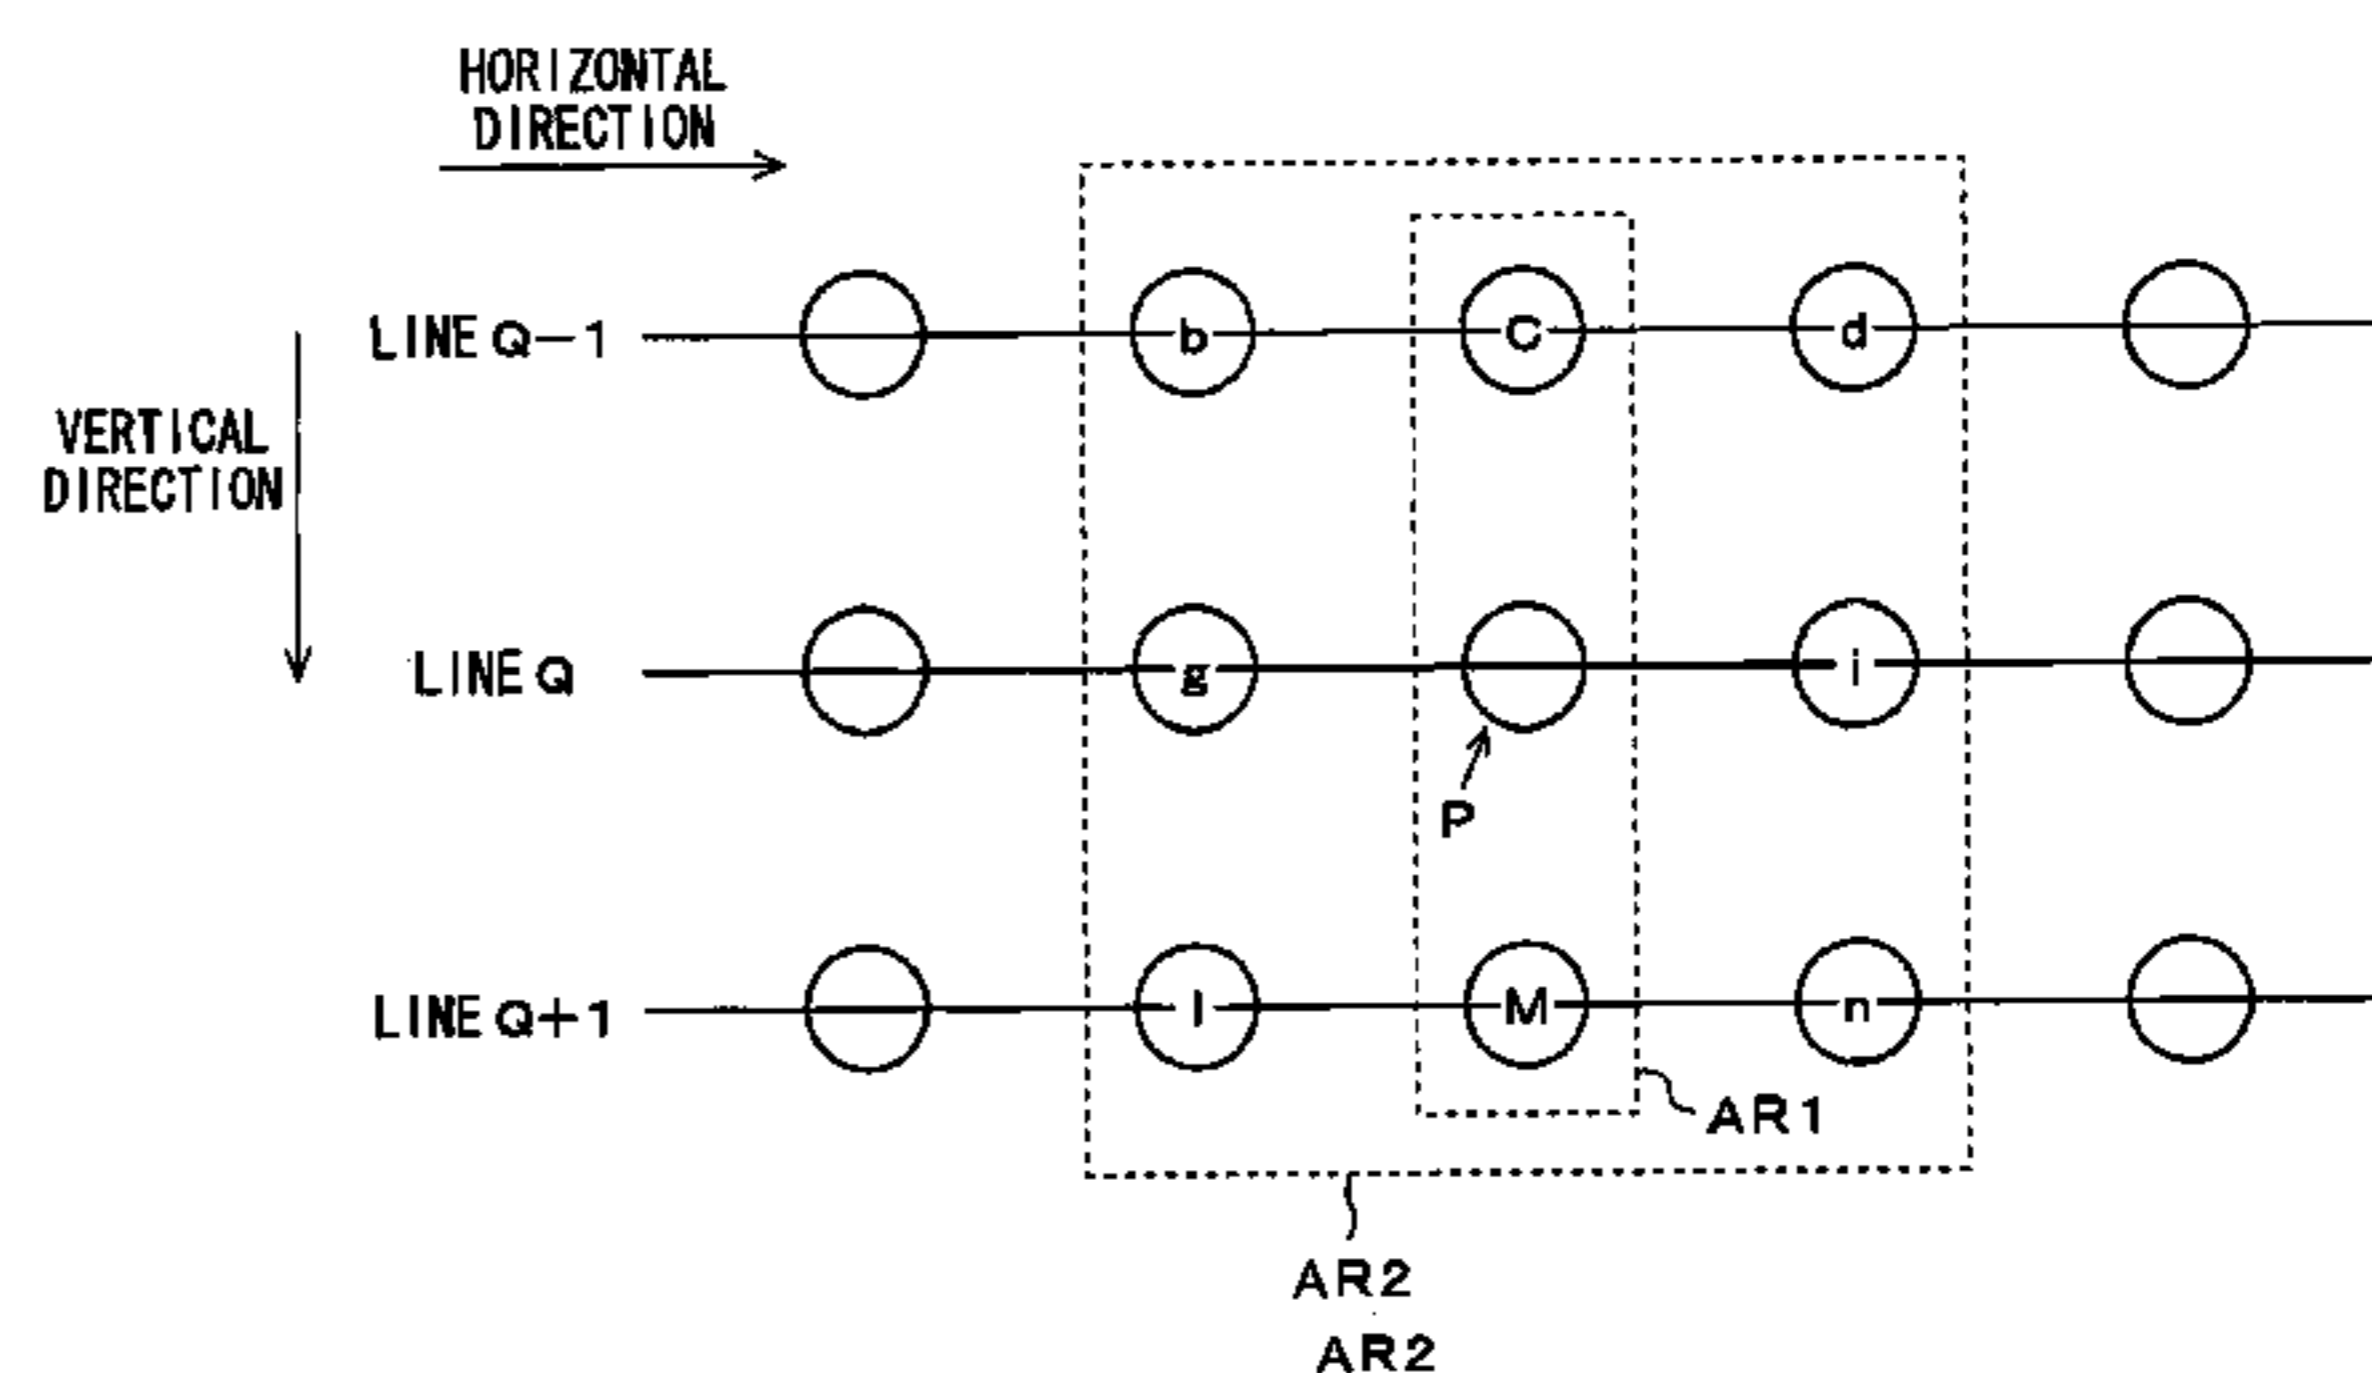 HORIZONTAL
DIRECTION
LINE Q-1
b
C
d
VERTICAL
DIRECTION
LINE Q
g
i
P
LINE Q+1
l
M
n
AR1
AR2
AR2